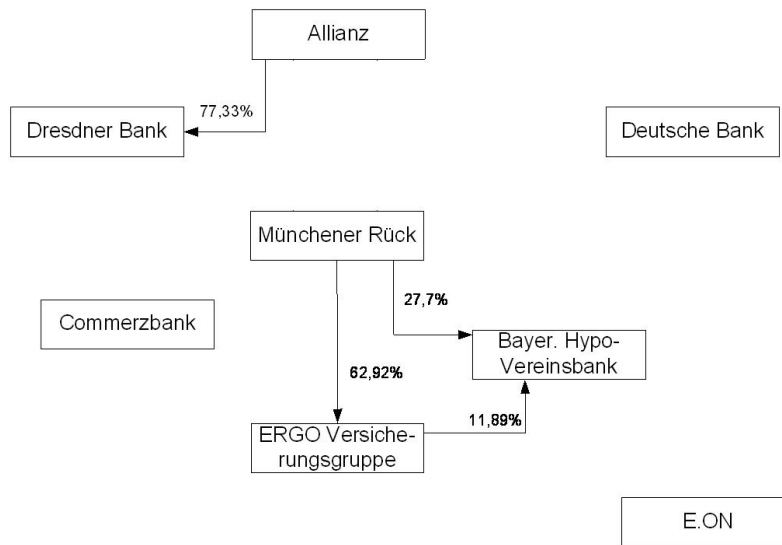 Allianz
77,33%
Dresdner Bank
Deutsche Bank
Münchener Rück
27,7%
Commerzbank
Bayer. Hypo-
Vereinsbank
62,92%
11,89%
ERGO Versiche-
rungsgruppe
E.ON